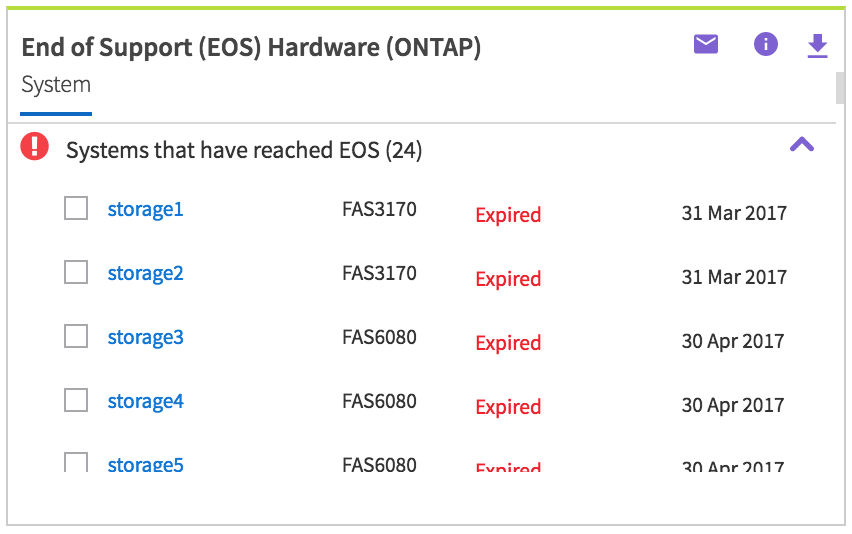 End of Support (EOS) Hardware (ONTAP)
System
Systems that have reached EOS (24)
storage1 FAS3170 Expired 31 Mar 2017
storage2 FAS3170 Expired 31 Mar 2017
storage3 FAS6080 Expired 30 Apr 2017
storage4 FAS6080 Expired 30 Apr 2017
storage5 FAS6080 Expired 30 Apr 2017